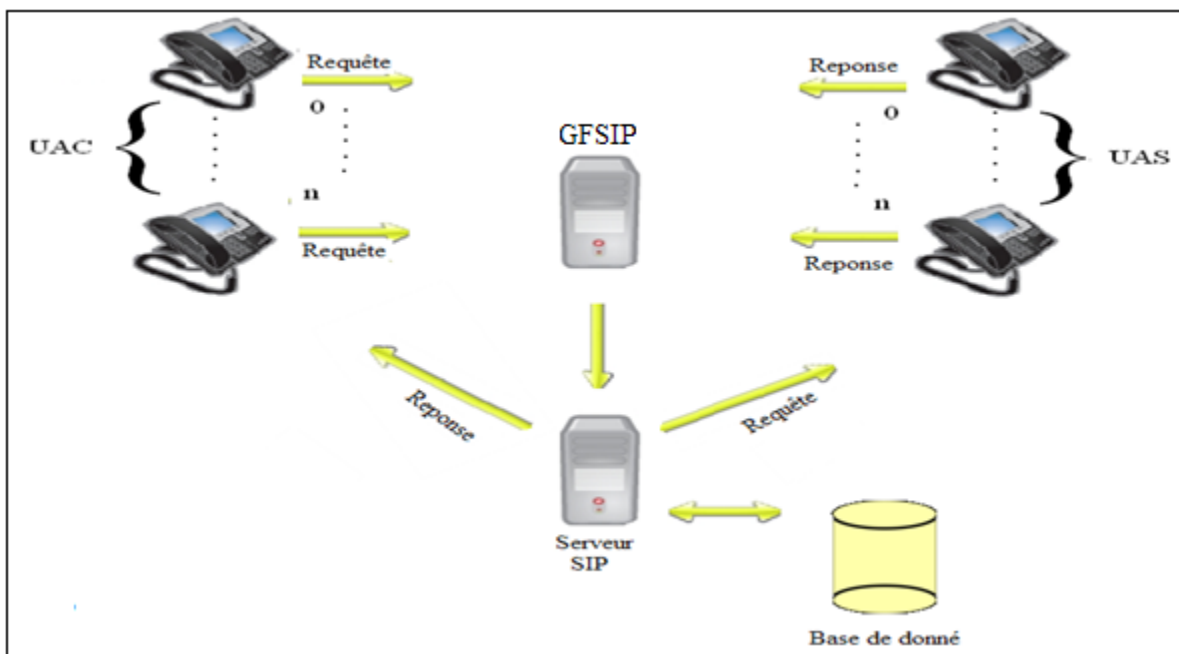 Requête
Reponse
0
0
GFSIP
UAC
UAS
n
n
Requête
Reponse
Reponse
Requête
Serveur
SIP
Base de donné